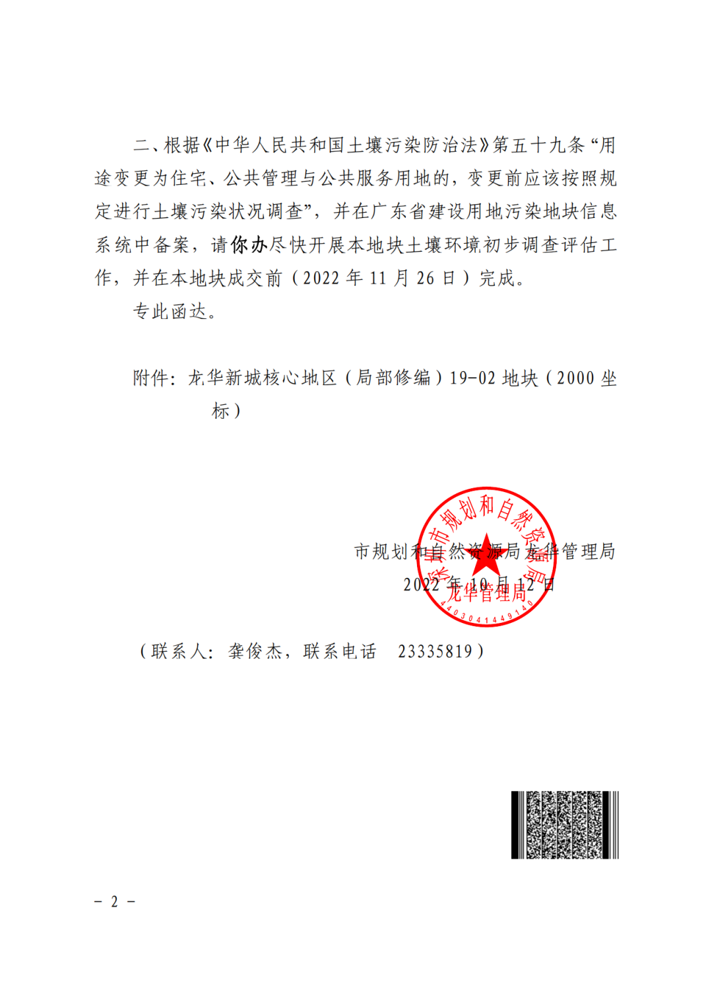 二、根据《中华人民共和国土壤污染防治法》第五十九条“用
途变更为住宅、公共管理与公共服务用地的，变更前应该按照规
定进行土壤污染状况调查”，并在广东省建设用地污染地块信息
系统中备案，请你办尽快开展本地块土壤环境初步调查评估工
作，并在本地块成交前（2022 年 11 月 26 日）完成。
专此函达。
附件：龙华新城核心地区（局部修编）19-02 地块（2000 坐
标）
深圳市规划和自然资源局
市规划和自然资源局龙华管理局
2022 年 10 月 12 日
龙华管理局
4403041449140
（联系人：龚俊杰，联系电话 23335819）
- 2 -